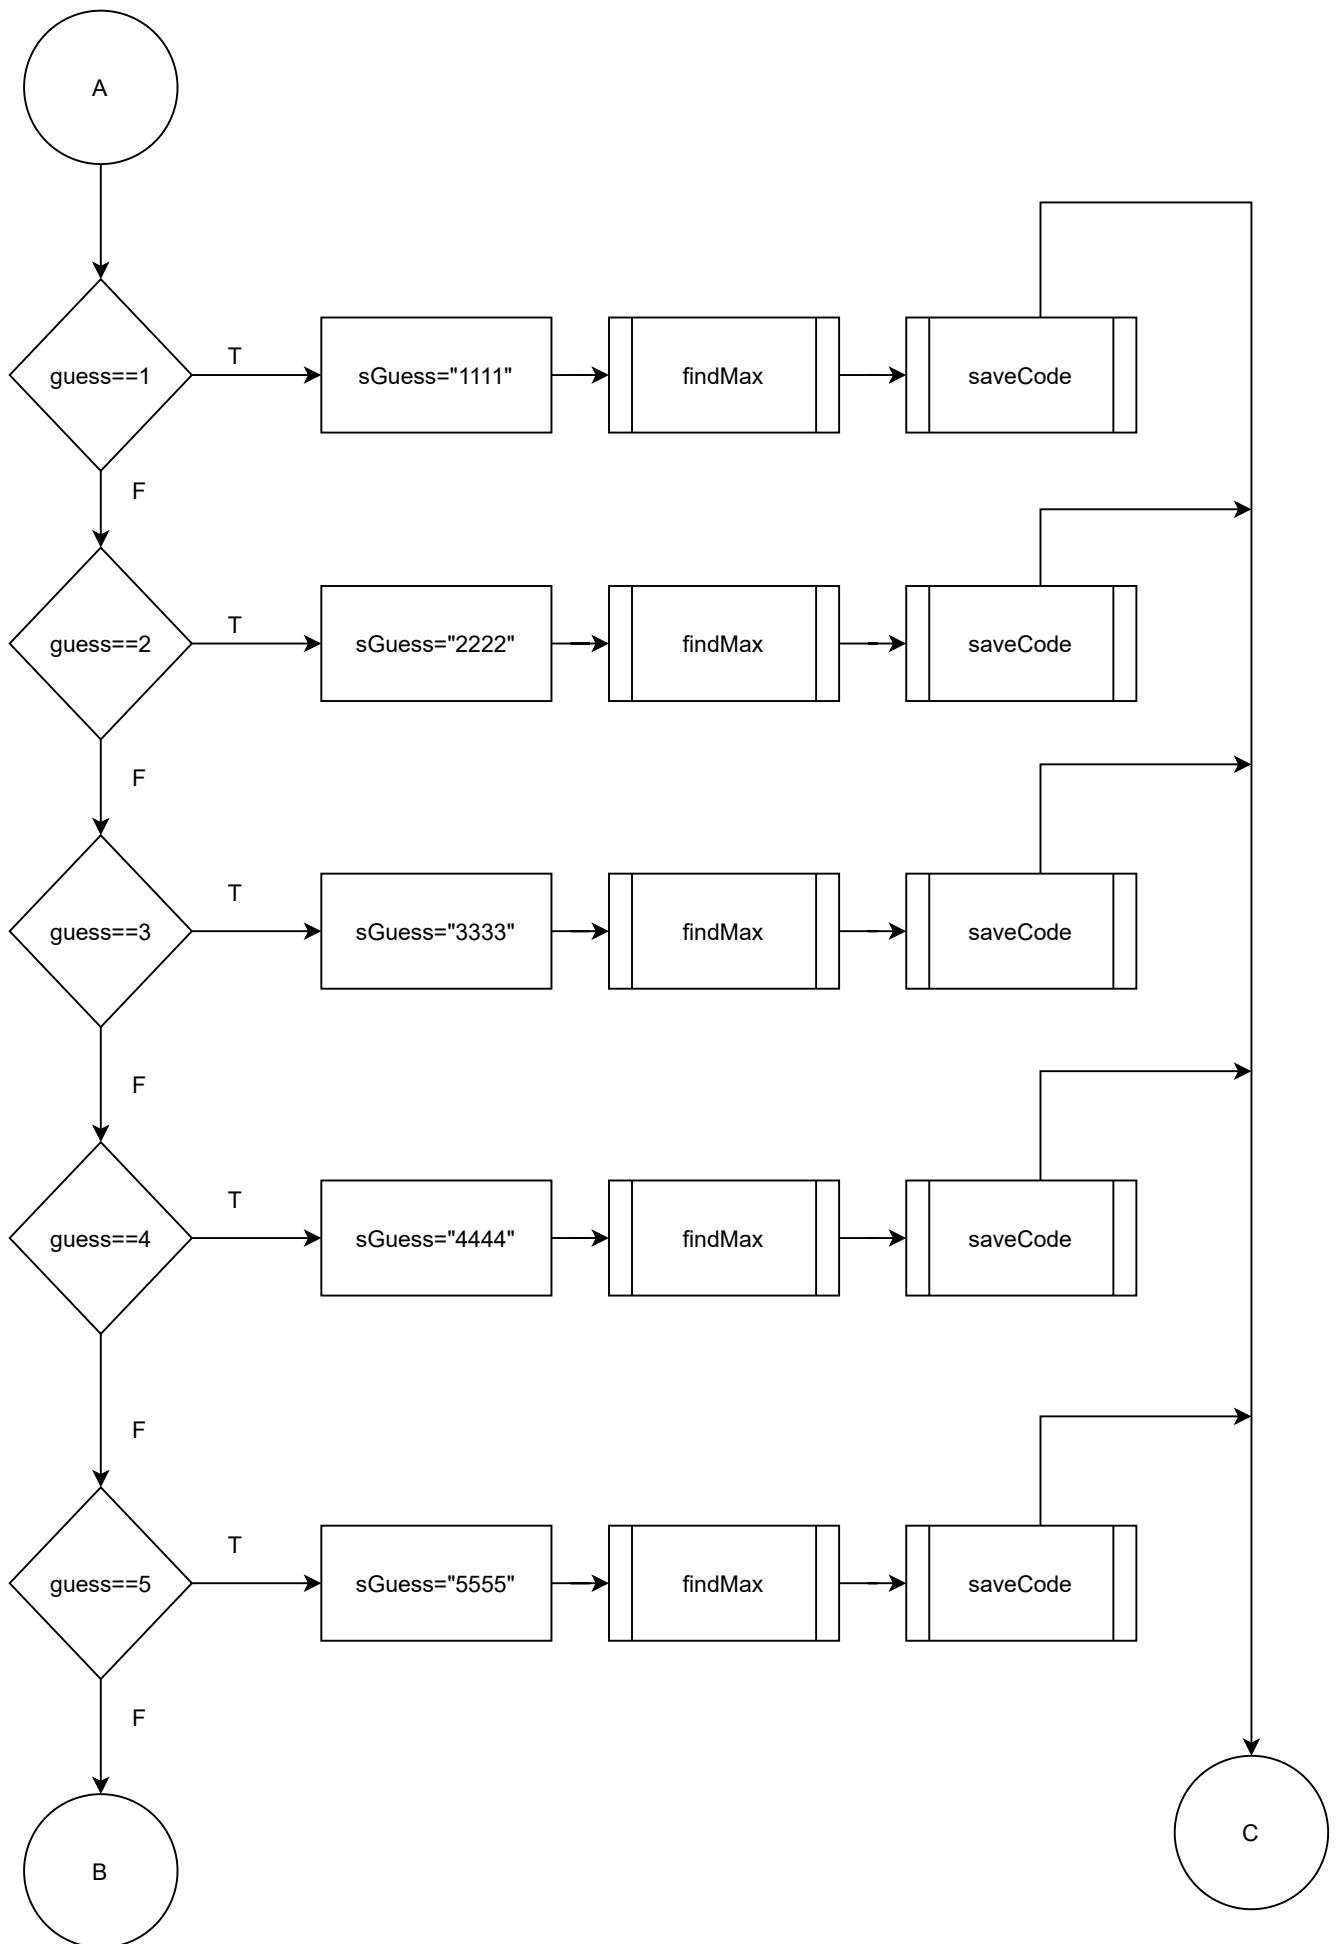 A
guess==1
T
sGuess="1111"
findMax
saveCode
F
guess==2
T
sGuess="2222"
findMax
saveCode
F
guess==3
T
sGuess="3333"
findMax
saveCode
F
guess==4
T
sGuess="4444"
findMax
saveCode
F
guess==5
T
sGuess="5555"
findMax
saveCode
F
B
C